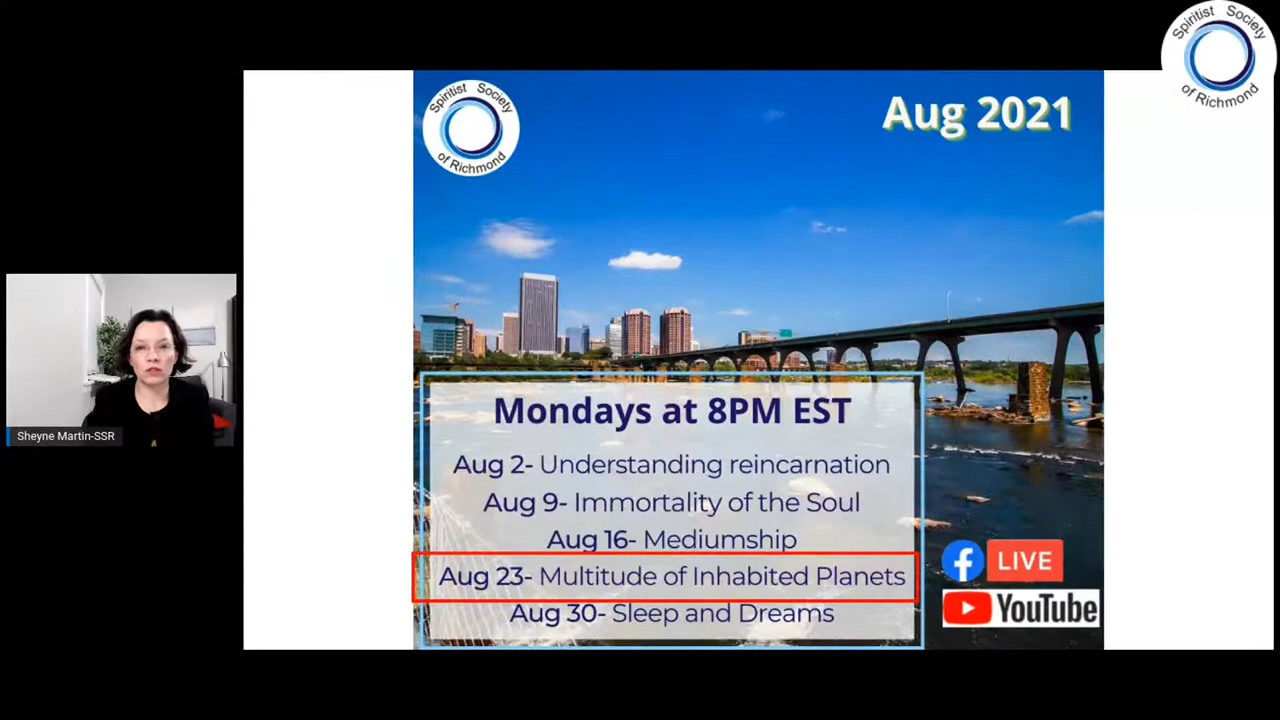 Spiritist Society
of Richmond
Spiritist Society
of Richmond
Aug 2021
Mondays at 8PM EST
Aug 2- Understanding reincarnation
Aug 9- Immortality of the Soul
Aug 16- Mediumship
Aug 23- Multitude of Inhabited Planets
Aug 30- Sleep and Dreams
f LIVE
YouTube
Sheyne Martin-SSR